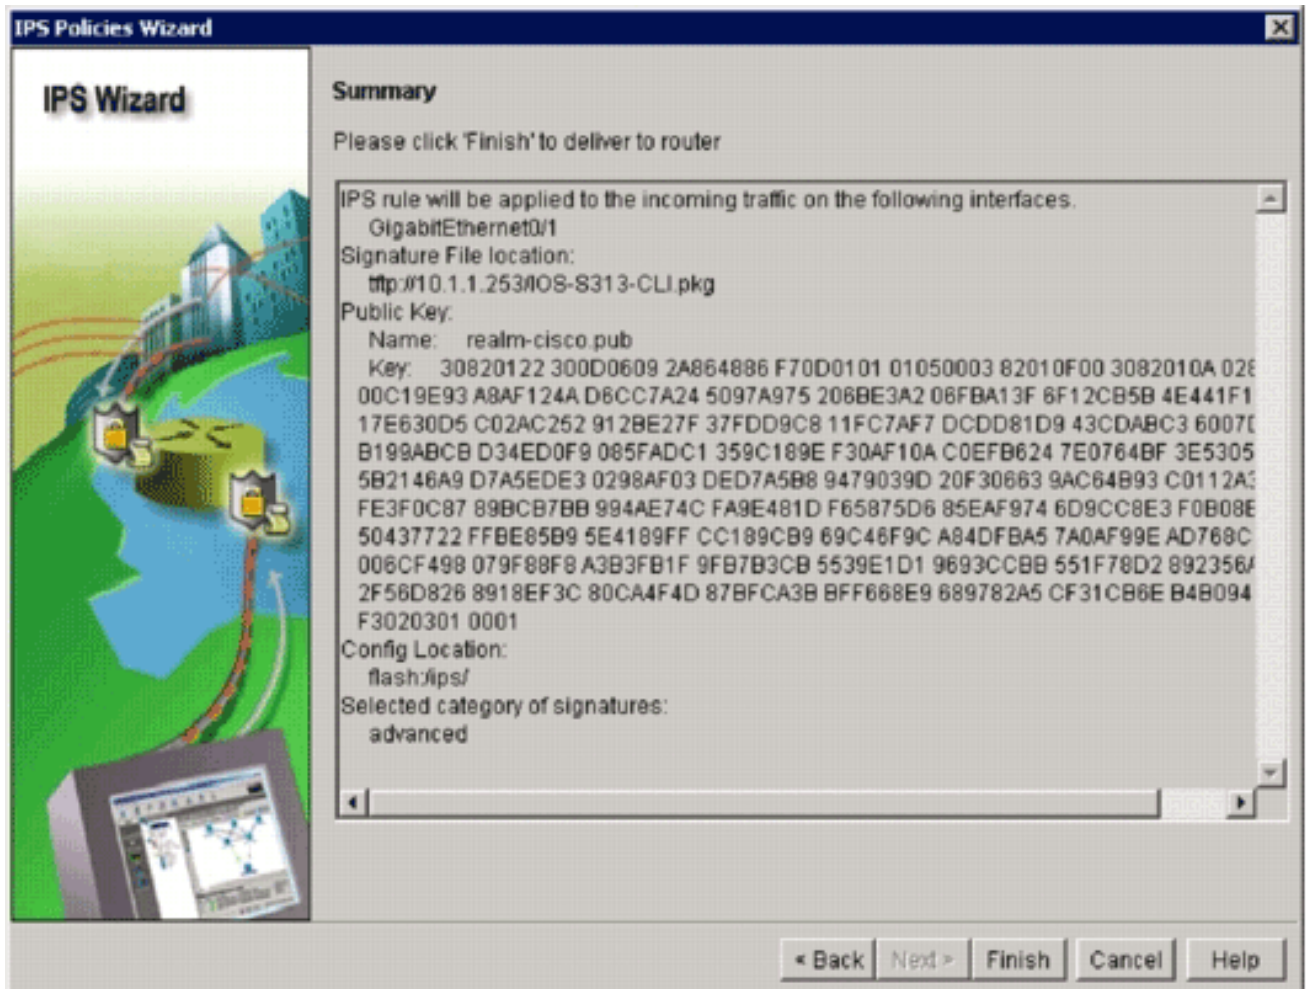 IPS Policies Wizard
IPS Wizard
Summary
Please click 'Finish' to deliver to router
IPS rule will be applied to the incoming traffic on the following interfaces.
GigabitEthernet0/1
Signature File location:
tftp://10.1.1.253/IOS-S313-CLI.pkg
Public Key:
Name: realm-cisco.pub
Key: 30820122 300D0609 2A864886 F70D0101 01050003 82010F00 3082010A 028
00C19E93 A8AF124A D6CC7A24 5097A975 206BE3A2 06FBA13F 6F12CB5B 4E441F1
17E630D5 C02AC252 912BE27F 37FDD9C8 11FC7AF7 DCDD81D9 43CDABC3 6007D
B199ABCB D34ED0F9 085FADC1 359C189E F30AF10A C0EFB624 7E0764BF 3E5305
5B2146A9 D7A5EDE3 0298AF03 DED7A5B8 9479039D 20F30663 9AC64B93 C0112A3
FE3F0C87 89BCB7BB 994AE74C FA9E481D F65875D6 85EAF974 6D9CC8E3 F0B08B
50437722 FFBE85B9 5E4189FF CC189CB9 69C46F9C A84DFBA5 7A0AF99E AD768C
006CF498 079F88F8 A3B3FB1F 9FB7B3CB 5539E1D1 9693CCBB 551F78D2 892356A
2F56D826 8918EF3C 80CA4F4D 87BFCA3B BFF668E9 689782A5 CF31CB6E B4B094
F3020301 0001
Config Location:
flash:/ips/
Selected category of signatures:
advanced
< Back
Next >
Finish
Cancel
Help